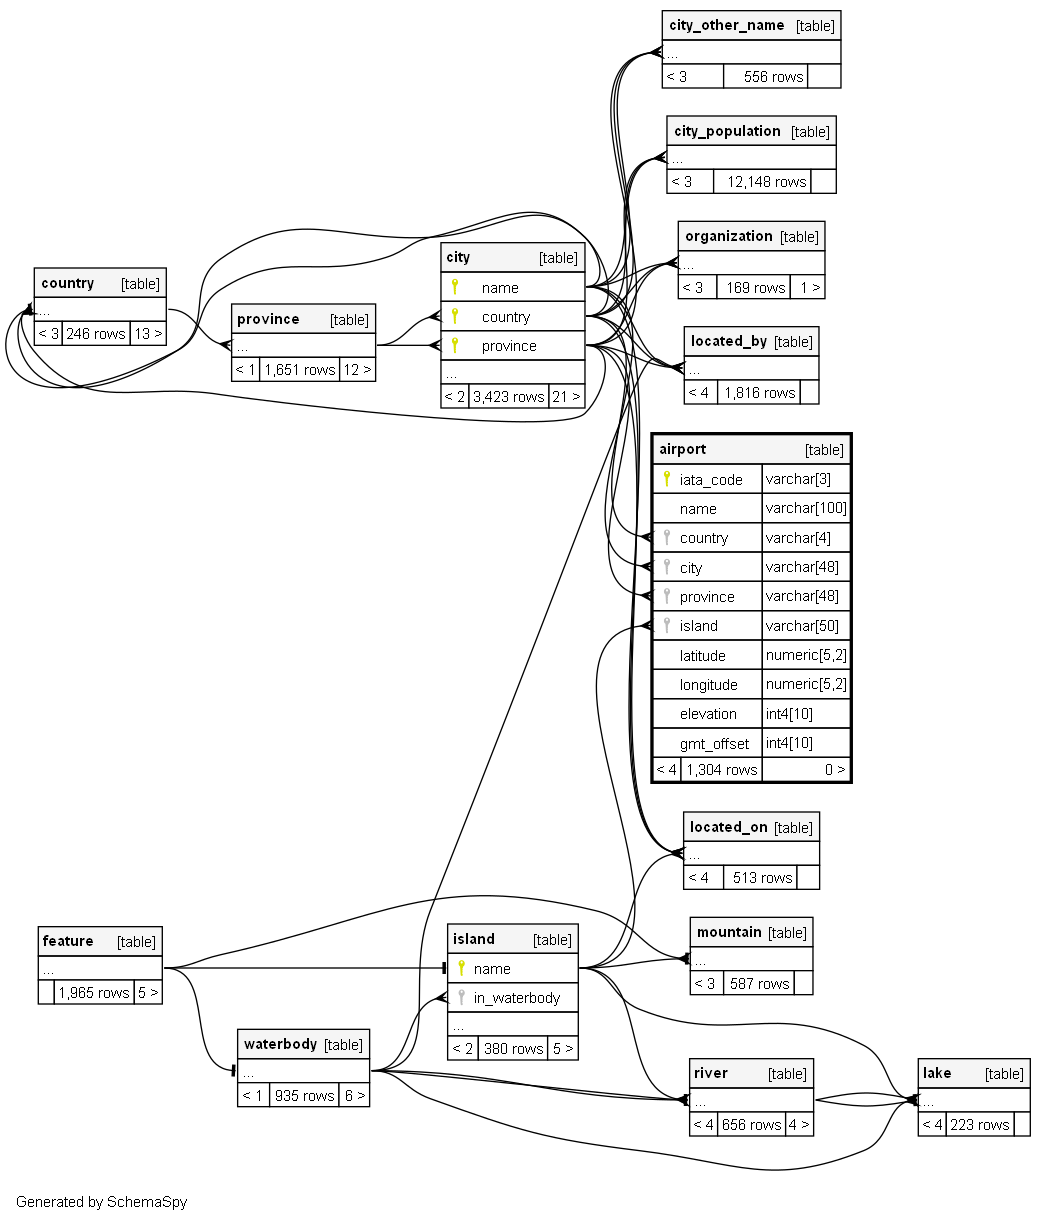 city_other_name [table]
...
< 3 556 rows
city_population [table]
...
< 3 12,148 rows
organization [table]
...
< 3 169 rows 1 >
city [table]
name
country
province
...
< 2 3,423 rows 21 >
country [table]
...
< 3 246 rows 13 >
province [table]
...
< 1 1,651 rows 12 >
located_by [table]
...
< 4 1,816 rows
airport [table]
iata_code varchar[3]
name varchar[100]
country varchar[4]
city varchar[48]
province varchar[48]
island varchar[50]
latitude numeric[5,2]
longitude numeric[5,2]
elevation int4[10]
gmt_offset int4[10]
< 4 1,304 rows 0 >
located_on [table]
...
< 4 513 rows
feature [table]
...
1,965 rows 5 >
island [table]
name
in_waterbody
...
< 2 380 rows 5 >
mountain [table]
...
< 3 587 rows
waterbody [table]
...
< 1 935 rows 6 >
river [table]
...
< 4 656 rows 4 >
lake [table]
...
< 4 223 rows
Generated by SchemaSpy